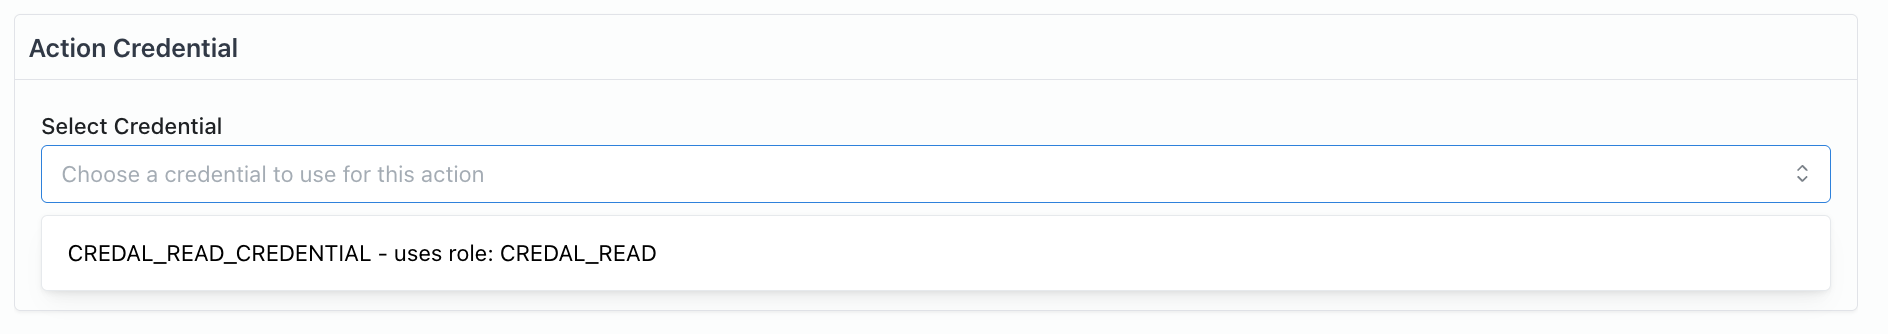 Action Credential
Select Credential
Choose a credential to use for this action
CREDAL_READ_CREDENTIAL - uses role: CREDAL_READ